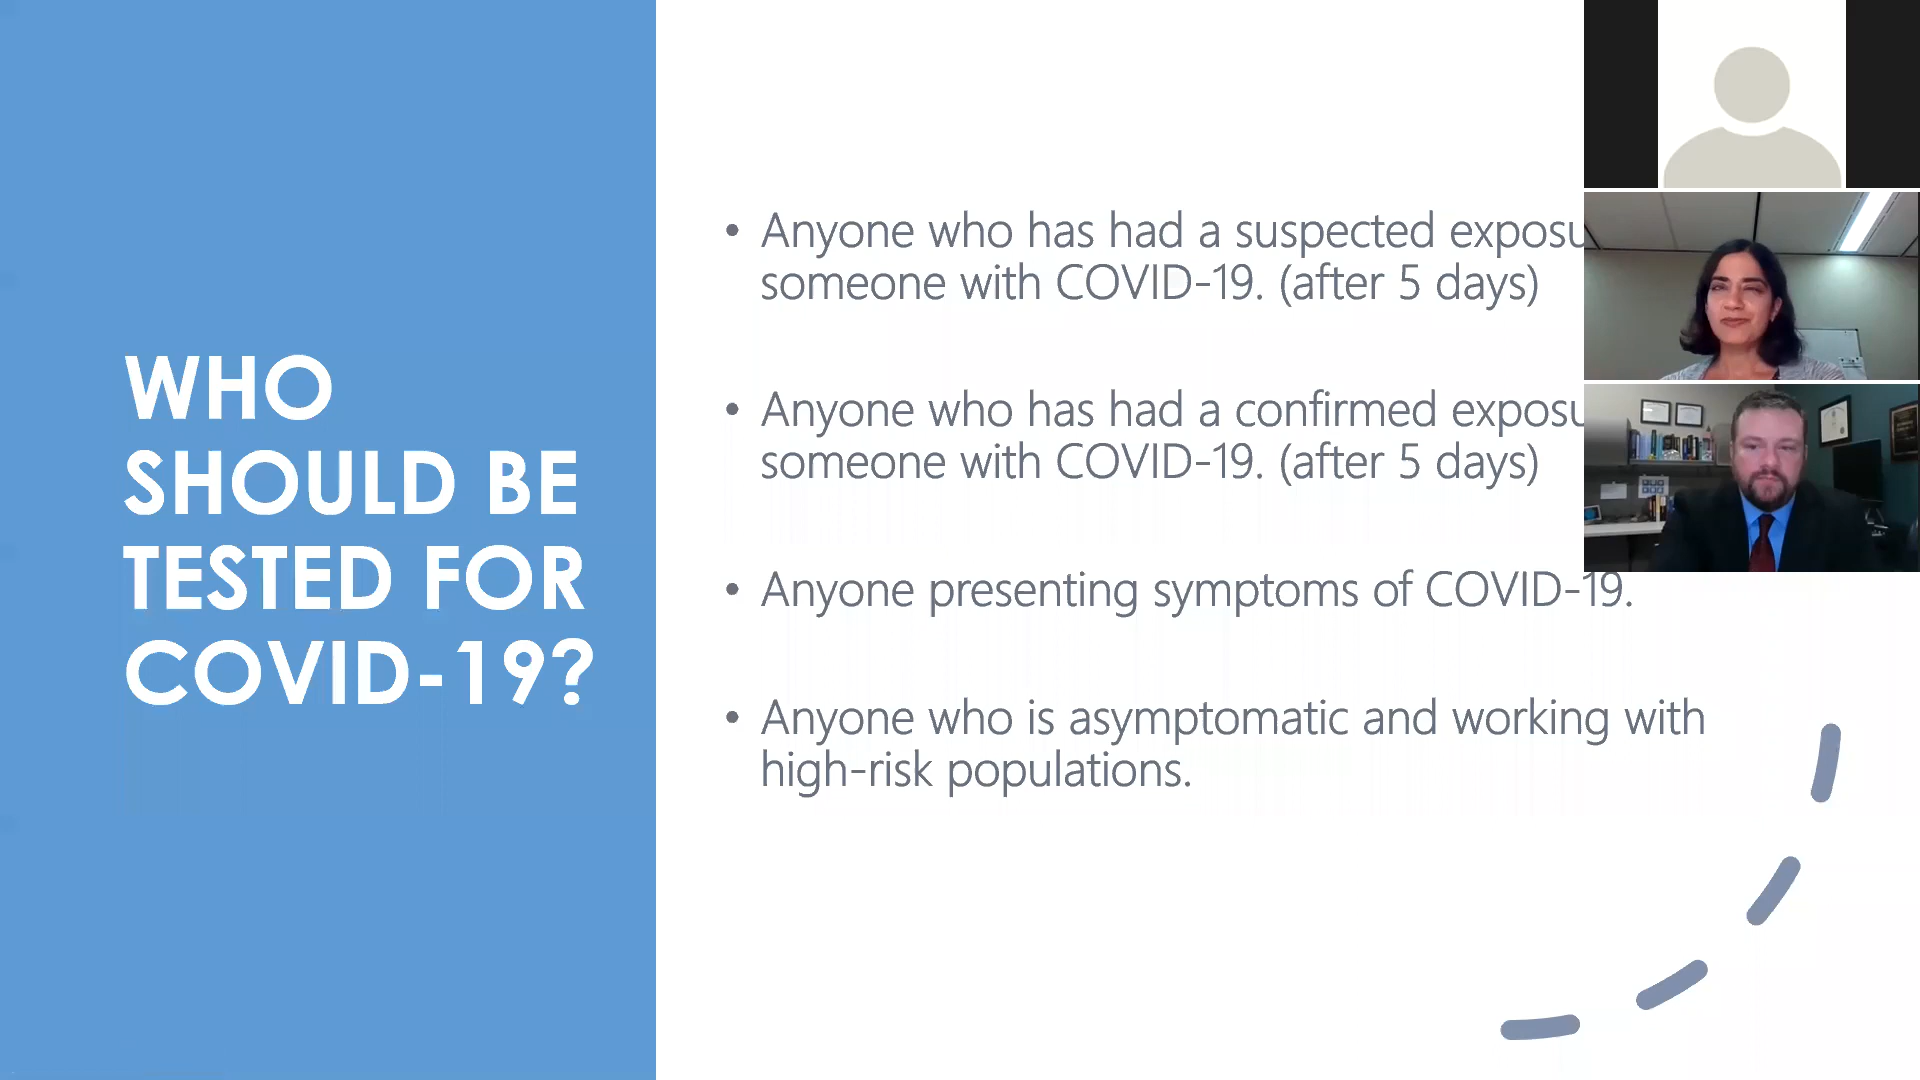 WHO
SHOULD BE
TESTED FOR
COVID-19?
• Anyone who has had a suspected
someone with COVID-19. (after 5 days)
• Anyone who has had a confirmed
someone with COVID-19. (after 5 days)
• Anyone presenting symptoms of COVID-19.
• Anyone who is asymptomatic and working with
high-risk populations.